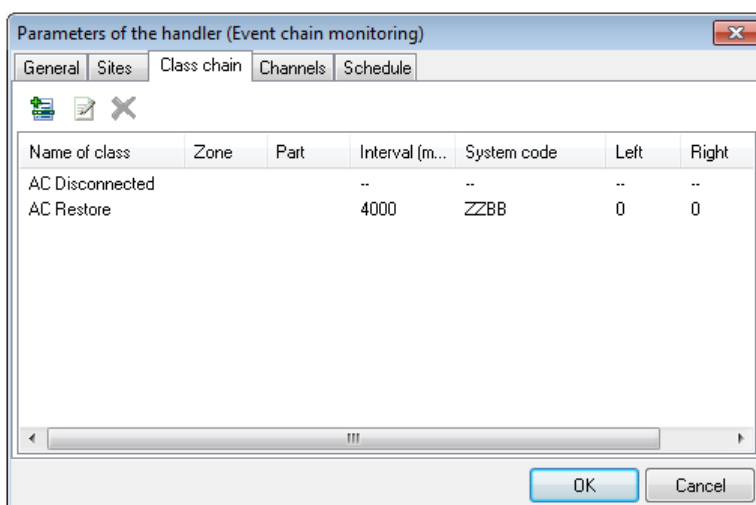 Parameters of the handler (Event chain monitoring)
General Sites Class chain Channels Schedule
Name of class Zone Part Interval (m... System code Left Right
AC Disconnected -- -- -- --
AC Restore 4000 ZZBB 0 0
OK Cancel